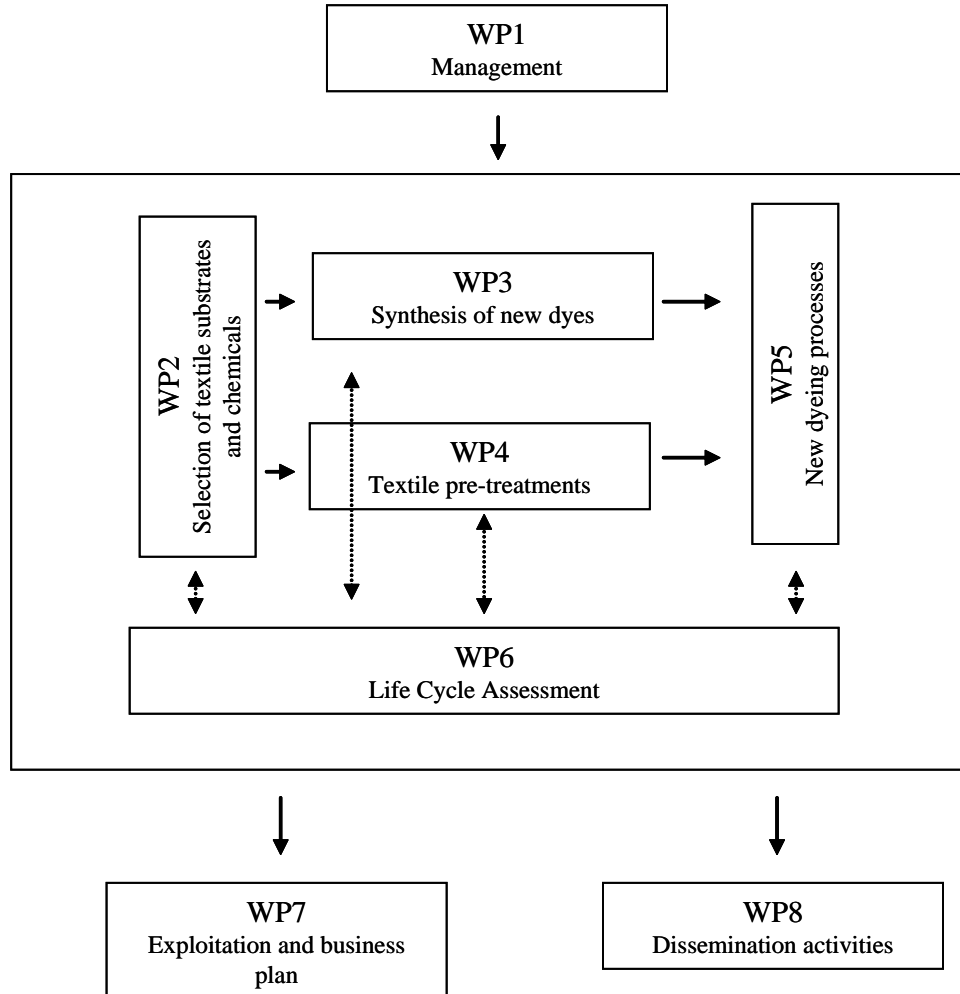 WP1
Management
WP2
Selection of textile substrates
and chemicals
WP3
Synthesis of new dyes
WP4
Textile pre-treatments
WP5
New dyeing processes
WP6
Life Cycle Assessment
WP7
Exploitation and business
plan
WP8
Dissemination activities